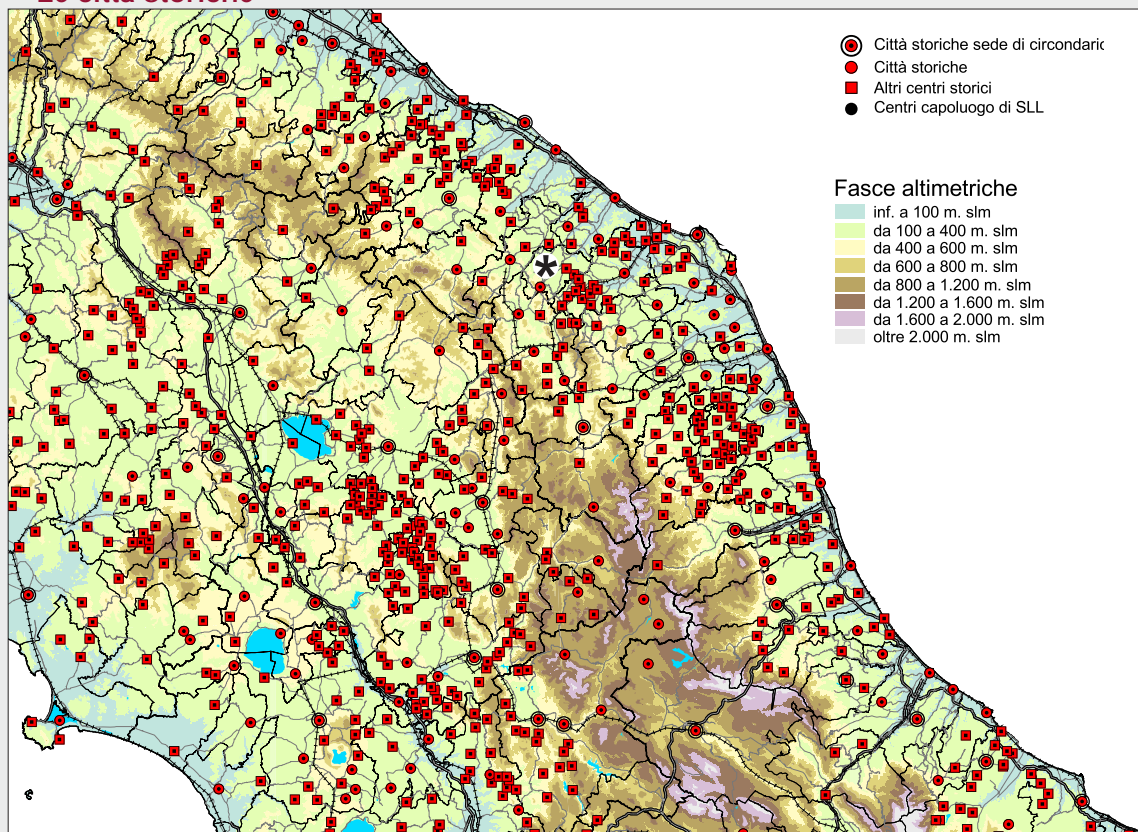 Città storiche sede di circondario
Città storiche
Altri centri storici
Centri capoluogo di SLL
Fasce altimetriche
inf. a 100 m. slm
da 100 a 400 m. slm
da 400 a 600 m. slm
da 600 a 800 m. slm
da 800 a 1.200 m. slm
da 1.200 a 1.600 m. slm
da 1.600 a 2.000 m. slm
oltre 2.000 m. slm
*